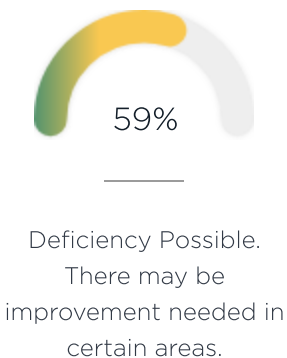 59%
Deficiency Possible.
There may be
improvement needed in
certain areas.